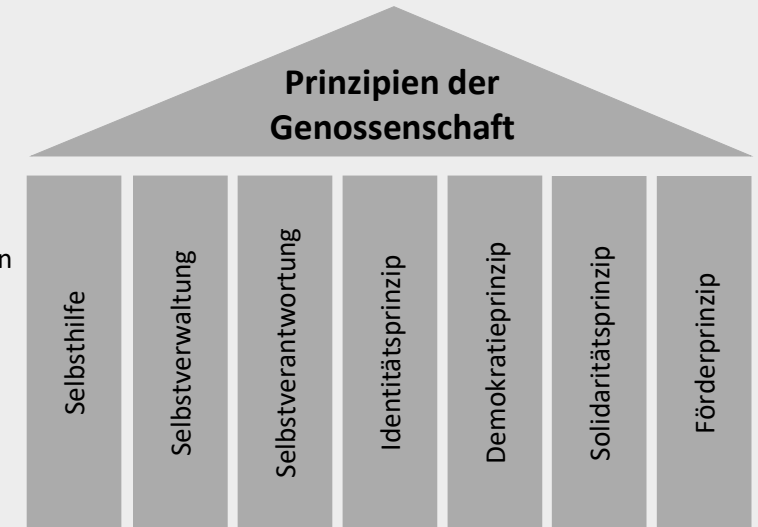 Prinzipien der
Genossenschaft
n
Selbsthilfe
Selbstverwaltung
Selbstverantwortung
Identitätsprinzip
Demokratieprinzip
Solidaritätsprinzip
Förderprinzip